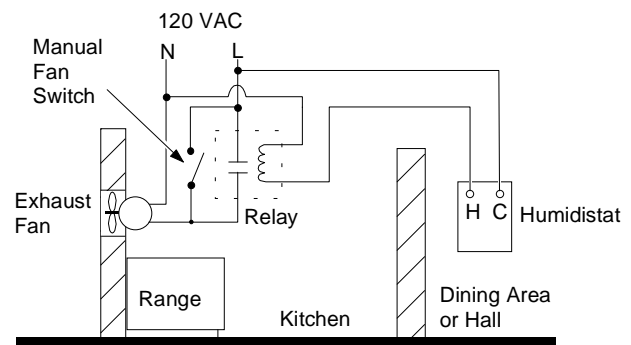 120 VAC
N
L
Manual
Fan
Switch
Exhaust
Fan
Relay
H
C
Humidistat
Range
Kitchen
Dining Area
or Hall